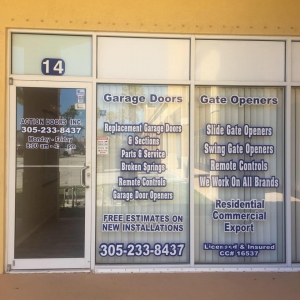 14
ACTION DOORS INC.
305-233-8437
Monday - Friday
Garage Doors
Replacement Garage Doors
& Sections
Parts & Service
Broken Springs
Remote Controls
Garage Door Openers
FREE ESTIMATES ON
NEW INSTALLATIONS
305-233-8437
Gate Openers
Slide Gate Openers
Swing Gate Openers
Remote Controls
We Work On All Brands
Residential
Commercial
Export
Licensed & Insured
CC# 16537